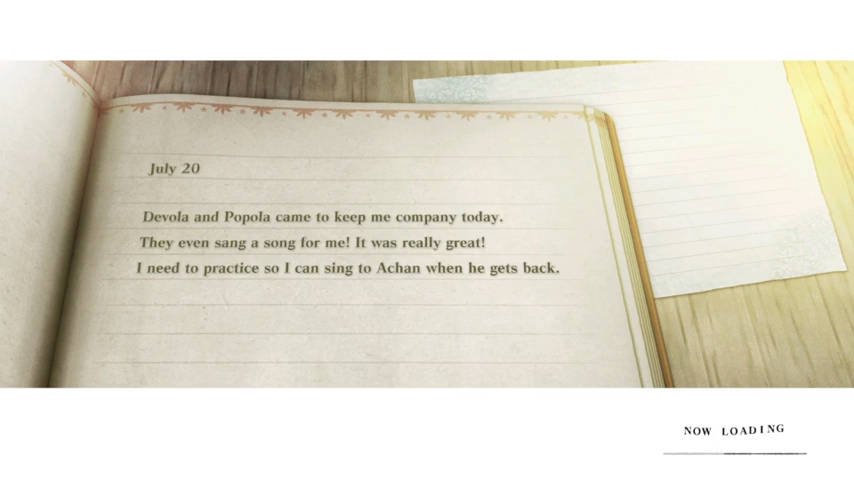 July 20
Devola and Popola came to keep me company today.
They even sang a song for me! It was really great!
I need to practice so I can sing to Achan when he gets back.
NOW LOADING